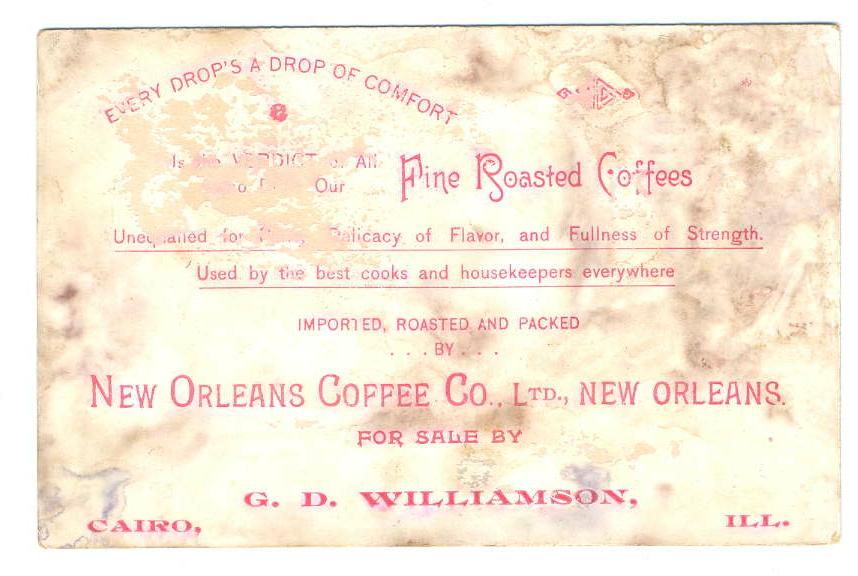 EVERY DROP'S A DROP OF COMFORT
Is the VERDICT of All
Our Fine Roasted Coffees
Unequalled for Delicacy of Flavor, and Fullness of Strength.
Used by the best cooks and housekeepers everywhere
IMPORTED, ROASTED AND PACKED
. . . BY . . .
NEW ORLEANS COFFEE CO., LTD., NEW ORLEANS.
FOR SALE BY
G. D. WILLIAMSON,
CAIRO, ILL.